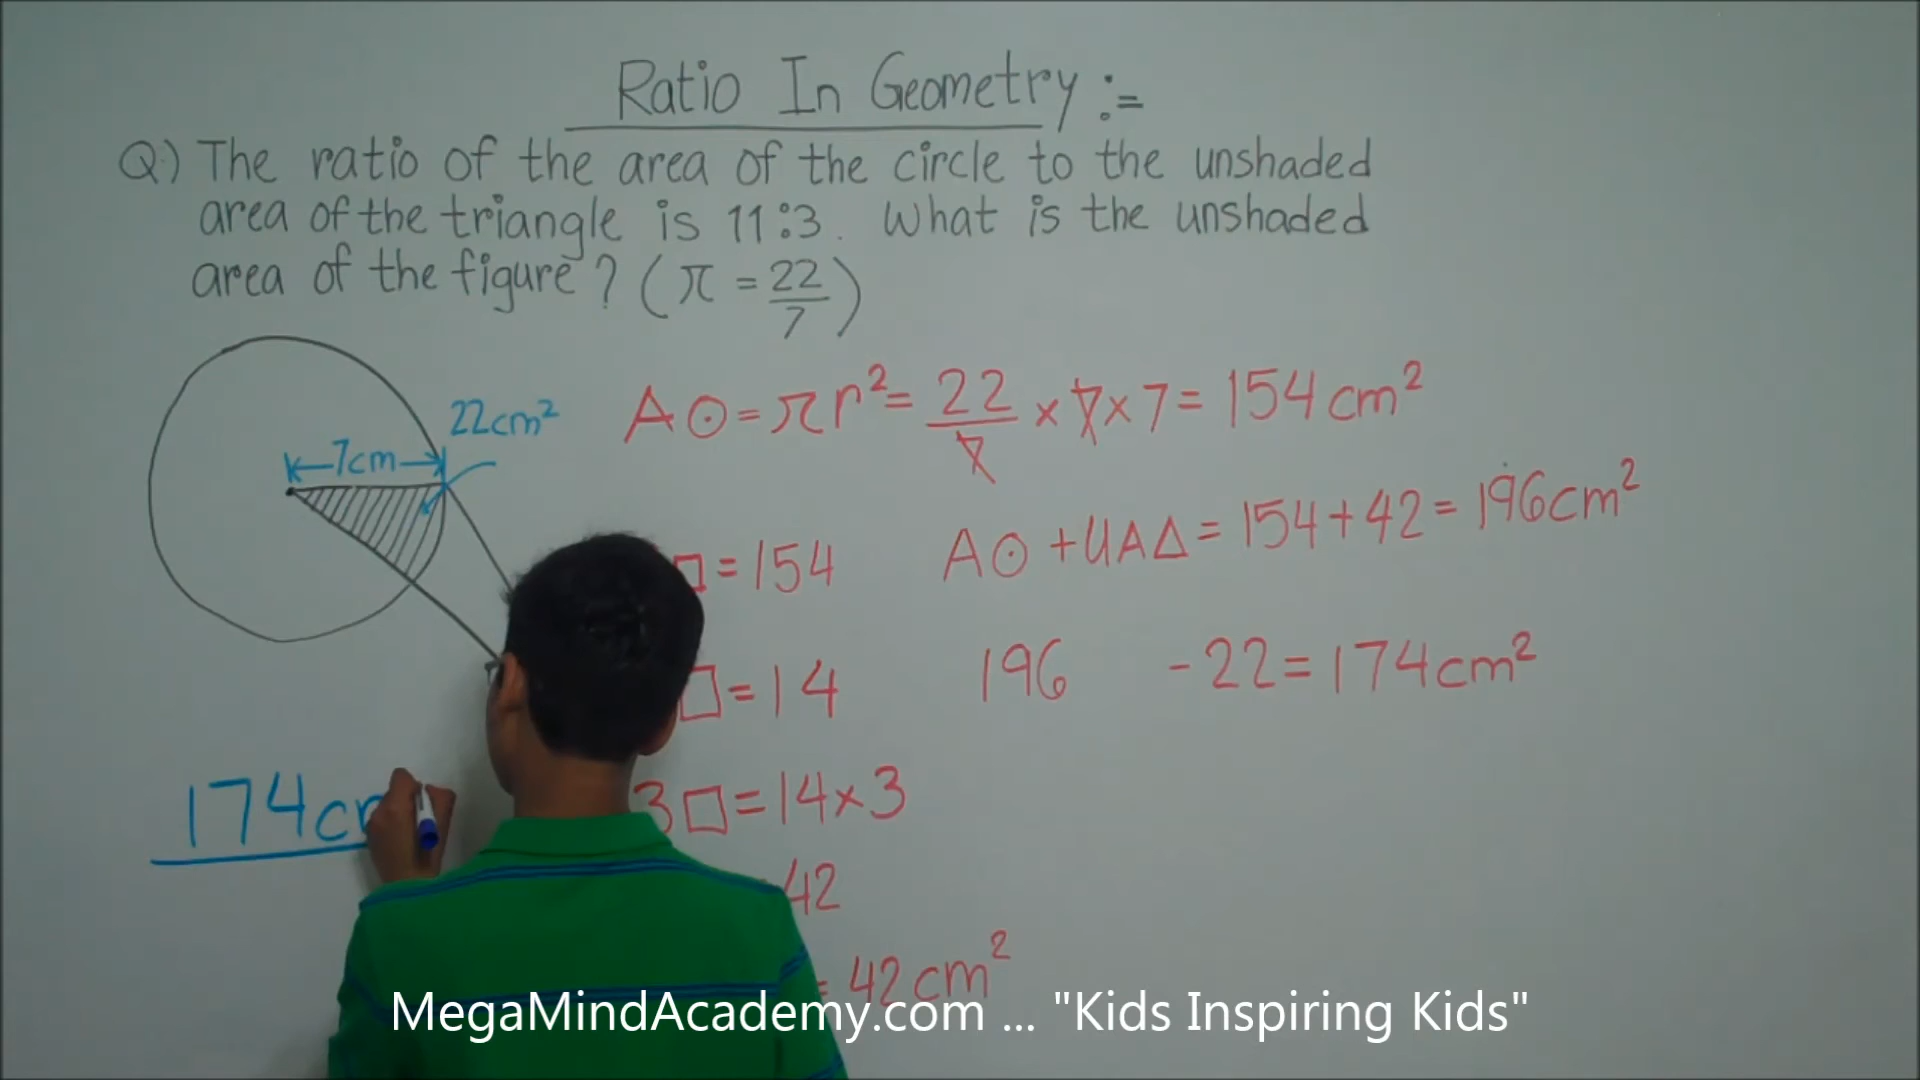 Ratio In Geometry :=
Q) The ratio of the area of the circle to the unshaded
area of the triangle is 11:3. What is the unshaded
area of the figure? (π = 22/7)
22cm²
7cm
A⊙ = πr² = 22/7 × 7 × 7 = 154 cm²
□ = 154
A⊙ + UA△ = 154 + 42 = 196cm²
□ = 14
196 - 22 = 174cm²
3□ = 14 × 3
174c
42
= 42 cm²
MegaMindAcademy.com ... "Kids Inspiring Kids"